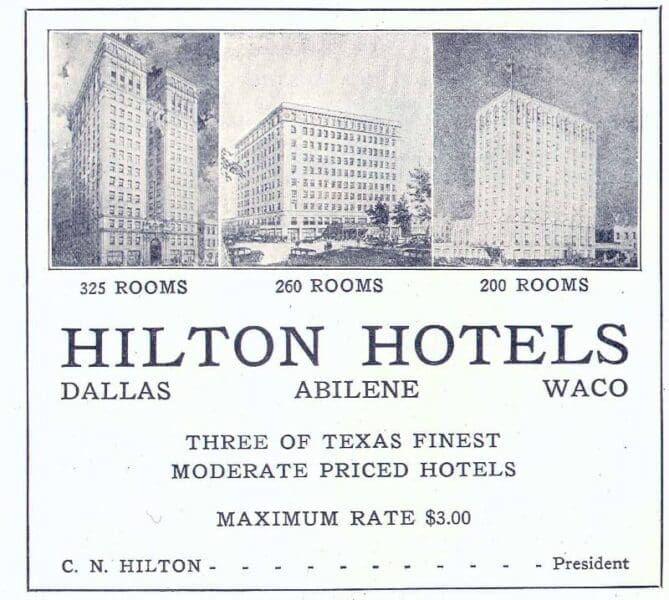 325 ROOMS 260 ROOMS 200 ROOMS
HILTON HOTELS
DALLAS ABILENE WACO
THREE OF TEXAS FINEST
MODERATE PRICED HOTELS
MAXIMUM RATE $3.00
C. N. HILTON - - - - - - - - - - - - President